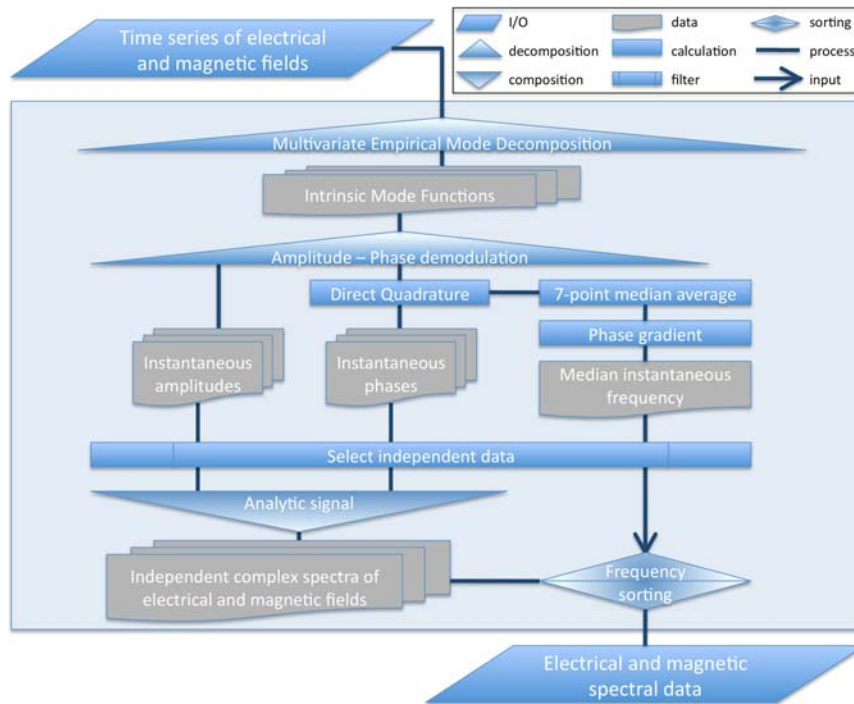 Time series of electrical
and magnetic fields
I/O
data
sorting
decomposition
calculation
process
composition
filter
input
Multivariate Empirical Mode Decomposition
Intrinsic Mode Functions
Amplitude – Phase demodulation
Direct Quadrature
7-point median average
Phase gradient
Instantaneous
amplitudes
Instantaneous
phases
Median instantaneous
frequency
Select independent data
Analytic signal
Independent complex spectra of
electrical and magnetic fields
Frequency
sorting
Electrical and magnetic
spectral data